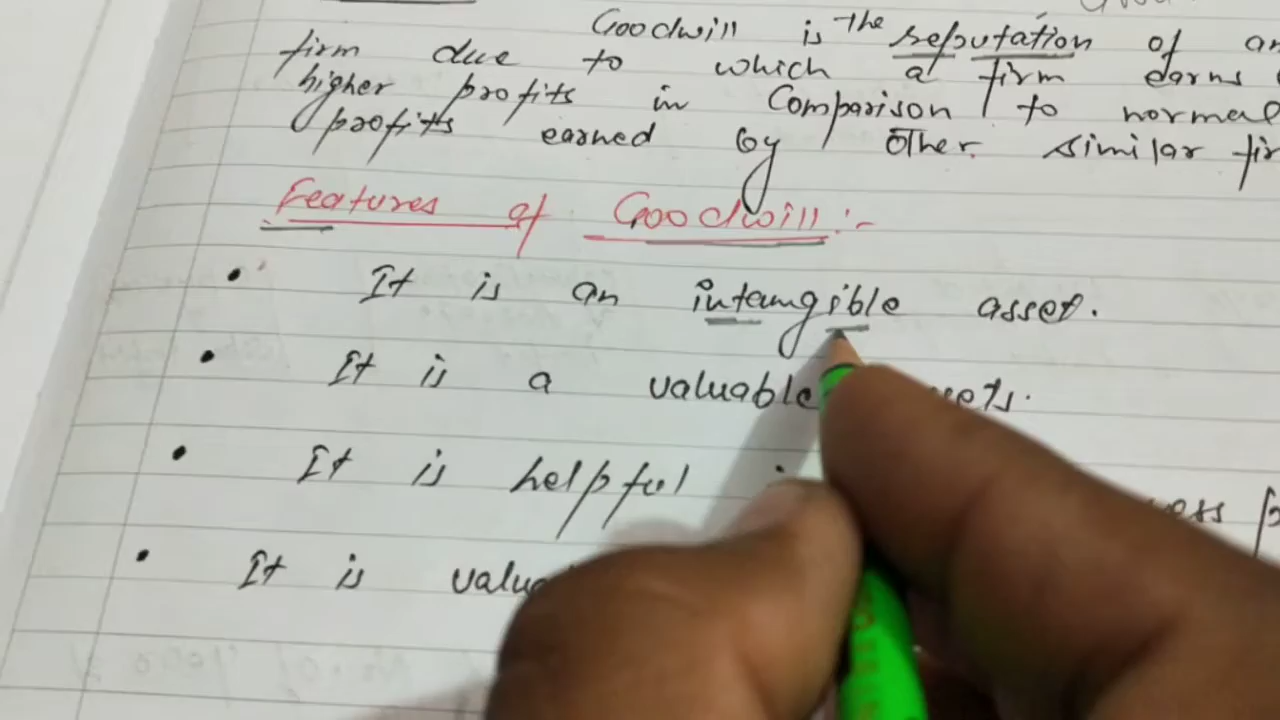 Goodwill is the reputation of an
firm due to which a firm earns
higher profits in Comparison to normal
profits earned by other similar
Features of Goodwill :-
• It is an intangible asset.
• It is a valuable
• It is helpful
• It is